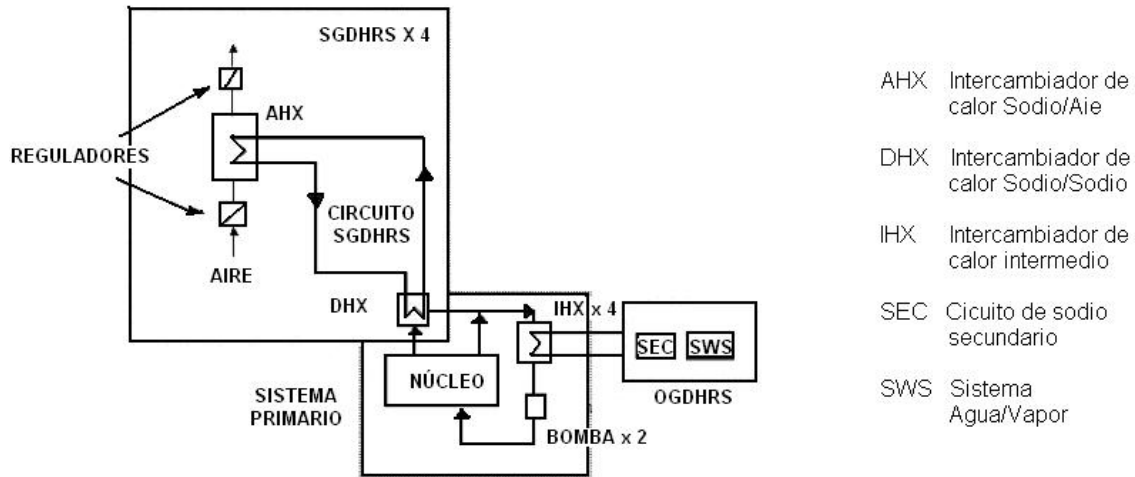 SGDHRS X 4
AHX
REGULADORES
CIRCUITO
SGDHRS
AIRE
DHX
IHX x 4
SEC SWS
NÚCLEO
OGDHRS
SISTEMA
PRIMARIO
BOMBA x 2
AHX Intercambiador de
calor Sodio/Aie
DHX Intercambiador de
calor Sodio/Sodio
IHX Intercambiador de
calor intermedio
SEC Cicuito de sodio
secundario
SWS Sistema
Agua/Vapor